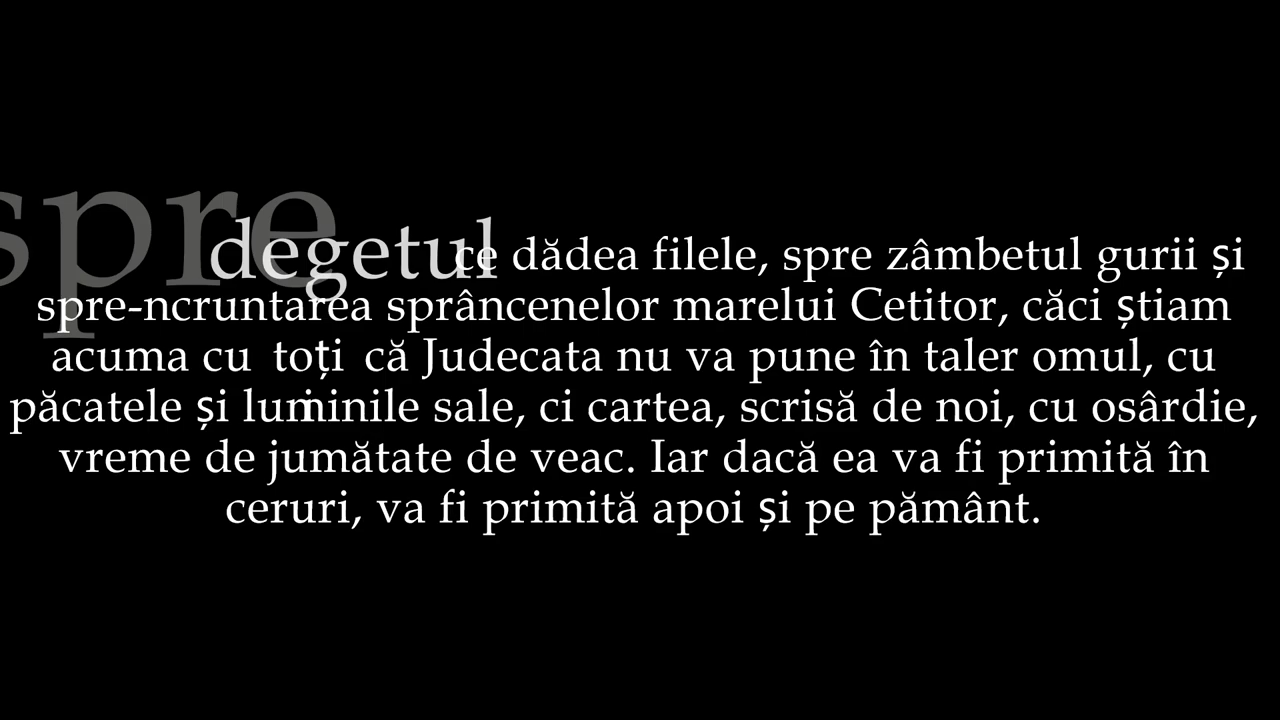 spre degetul ce dădea filele, spre zâmbetul gurii și
spre-ncruntarea sprâncenelor marelui Cetitor, căci știam
acuma cu toți că Judecata nu va pune în taler omul, cu
păcatele și luminile sale, ci cartea, scrisă de noi, cu osârdie,
vreme de jumătate de veac. Iar dacă ea va fi primită în
ceruri, va fi primită apoi și pe pământ.